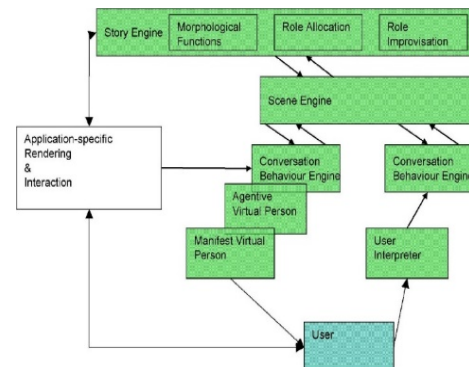 Story Engine
Morphological
Functions
Role Allocation
Role
Improvisation
Scene Engine
Application-specific
Rendering
&
Interaction
Conversation
Behaviour Engine
Conversation
Behaviour Engine
Agentive
Virtual Person
Manifest Virtual
Person
User
Interpreter
User